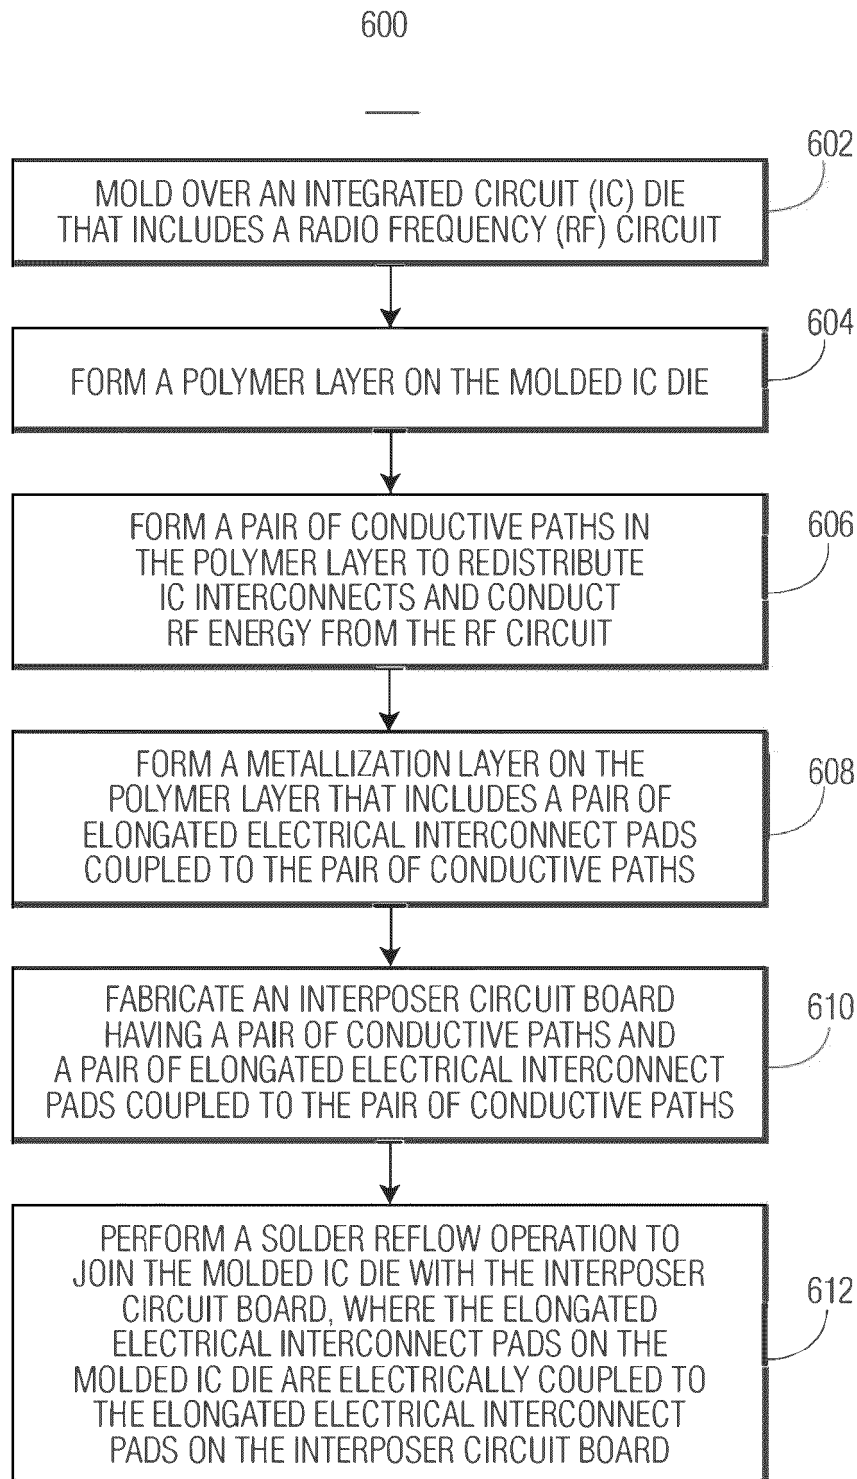 600
602
MOLD OVER AN INTEGRATED CIRCUIT (IC) DIE
THAT INCLUDES A RADIO FREQUENCY (RF) CIRCUIT
604
FORM A POLYMER LAYER ON THE MOLDED IC DIE
606
FORM A PAIR OF CONDUCTIVE PATHS IN
THE POLYMER LAYER TO REDISTRIBUTE
IC INTERCONNECTS AND CONDUCT
RF ENERGY FROM THE RF CIRCUIT
608
FORM A METALLIZATION LAYER ON THE
POLYMER LAYER THAT INCLUDES A PAIR OF
ELONGATED ELECTRICAL INTERCONNECT PADS
COUPLED TO THE PAIR OF CONDUCTIVE PATHS
610
FABRICATE AN INTERPOSER CIRCUIT BOARD
HAVING A PAIR OF CONDUCTIVE PATHS AND
A PAIR OF ELONGATED ELECTRICAL INTERCONNECT
PADS COUPLED TO THE PAIR OF CONDUCTIVE PATHS
612
PERFORM A SOLDER REFLOW OPERATION TO
JOIN THE MOLDED IC DIE WITH THE INTERPOSER
CIRCUIT BOARD, WHERE THE ELONGATED
ELECTRICAL INTERCONNECT PADS ON THE
MOLDED IC DIE ARE ELECTRICALLY COUPLED TO
THE ELONGATED ELECTRICAL INTERCONNECT
PADS ON THE INTERPOSER CIRCUIT BOARD